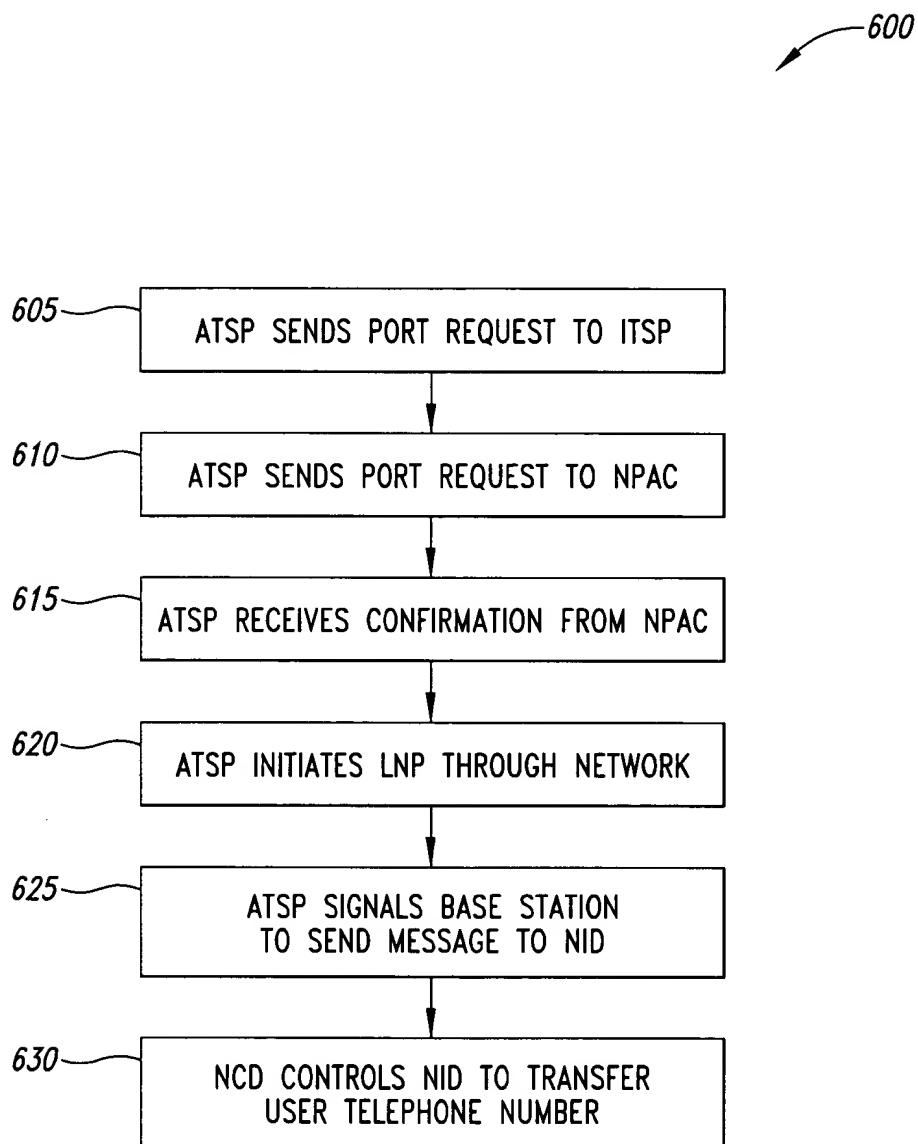 600
605
ATSP SENDS PORT REQUEST TO ITSP
610
ATSP SENDS PORT REQUEST TO NPAC
615
ATSP RECEIVES CONFIRMATION FROM NPAC
620
ATSP INITIATES LNP THROUGH NETWORK
625
ATSP SIGNALS BASE STATION
TO SEND MESSAGE TO NID
630
NCD CONTROLS NID TO TRANSFER
USER TELEPHONE NUMBER